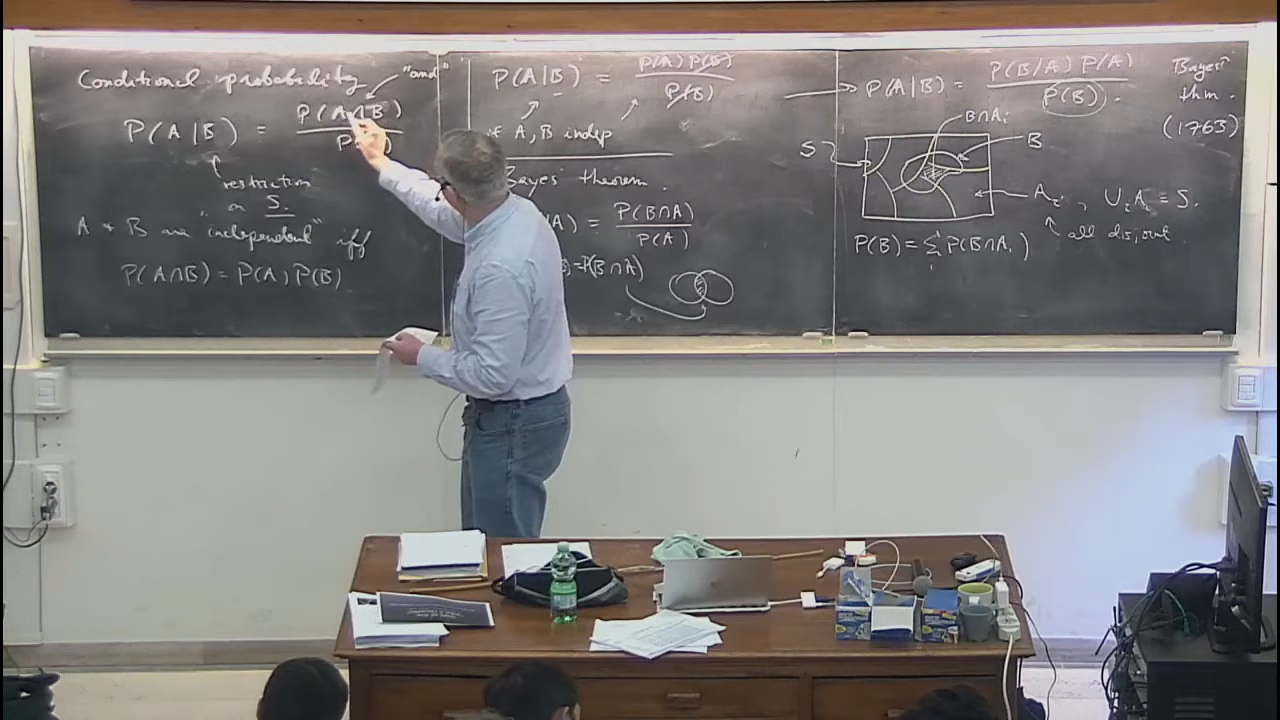 Conditional probability
"and"
P(A|B) = P(A∩B) / P
restriction
on S.
A & B are "independent" iff
P(A∩B) = P(A) P(B)
P(A|B) = P(A) P(B) / P(B)
if A, B indep
Bayes' theorem.
A) = P(B∩A) / P(A)
) = P(B∩A)
P(A|B) = P(B|A) P(A) / P(B).
Bayes'
thm.
(1763)
B∩Ai
S
B
Ai, UiAi = S.
all disjoint
P(B) = Σi P(B∩Ai)